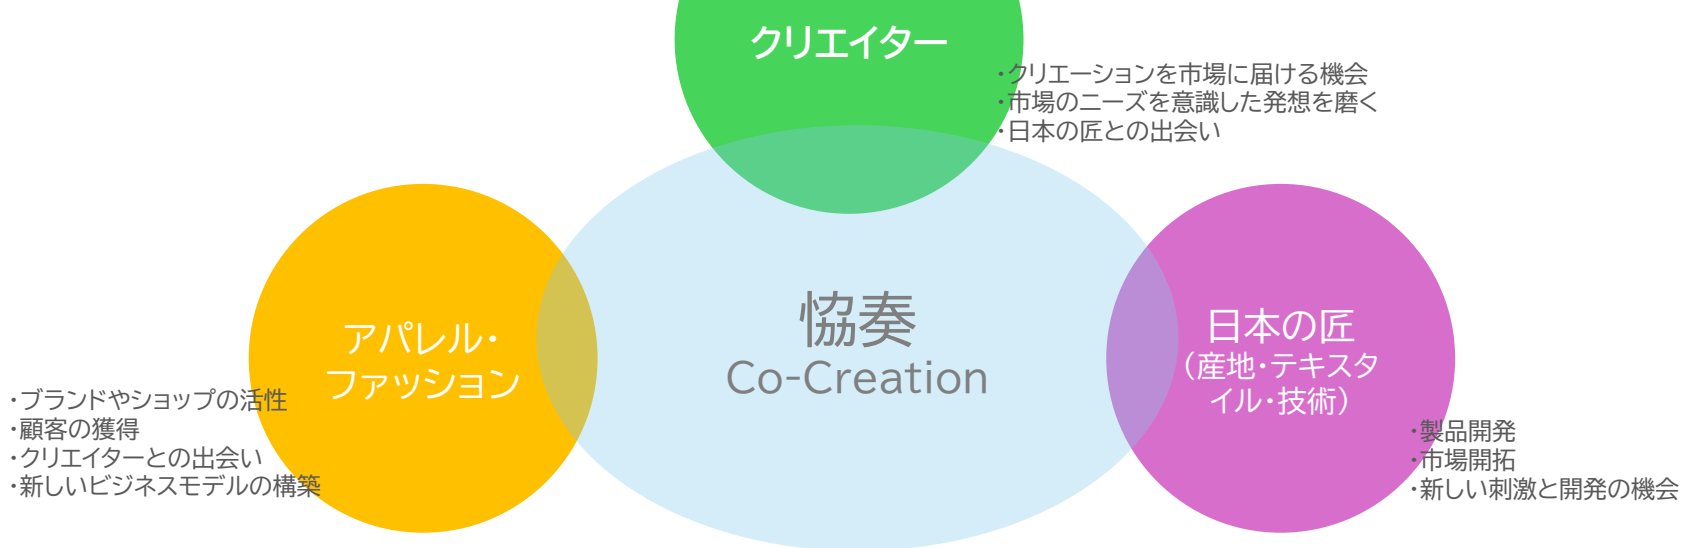 クリエイター
・クリエーションを市場に届ける機会
・市場のニーズを意識した発想を磨く
・日本の匠との出会い
アパレル・
ファッション
・ブランドやショップの活性
・顧客の獲得
・クリエイターとの出会い
・新しいビジネスモデルの構築
恊奏
Co-Creation
日本の匠
（産地・テキスタ
イル・技術）
・製品開発
・市場開拓
・新しい刺激と開発の機会